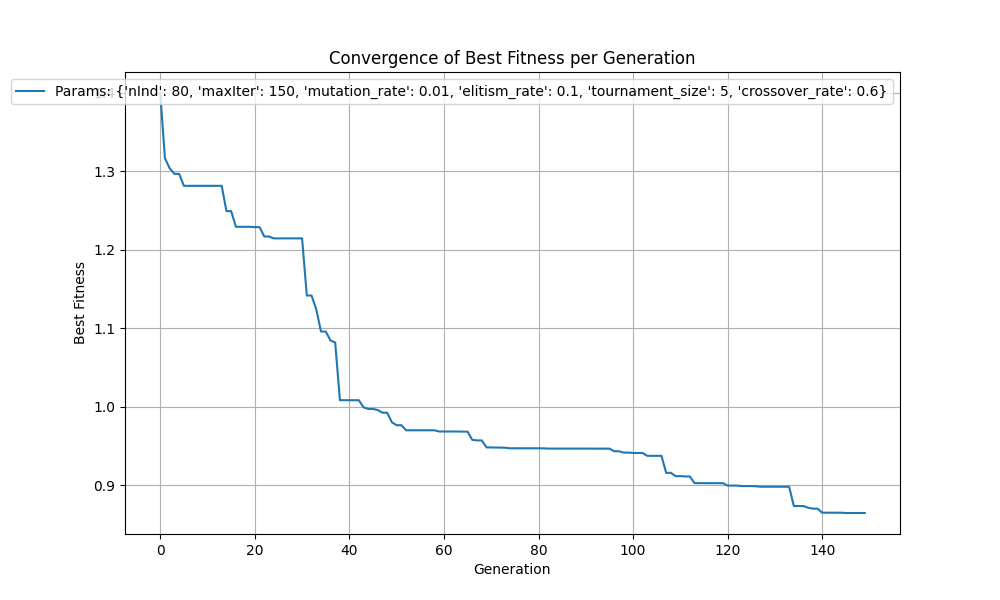 Convergence of Best Fitness per Generation
Params: {'nInd': 80, 'maxIter': 150, 'mutation_rate': 0.01, 'elitism_rate': 0.1, 'tournament_size': 5, 'crossover_rate': 0.6}
1.3
1.2
1.1
1.0
0.9
Best Fitness
0 20 40 60 80 100 120 140
Generation